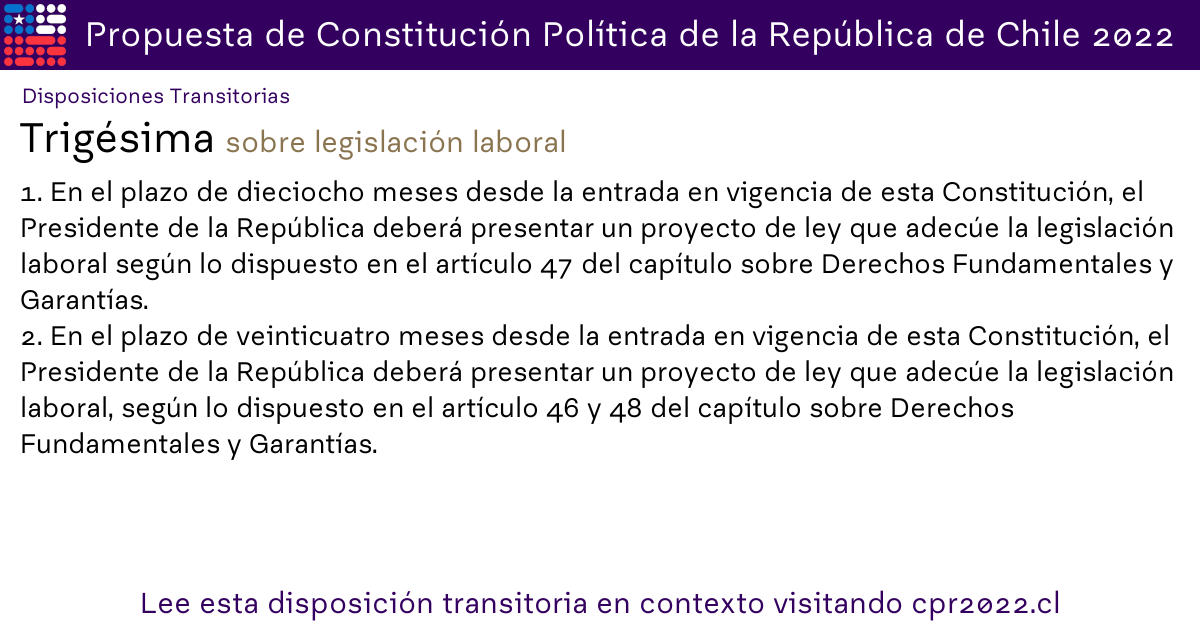 Propuesta de Constitución Política de la República de Chile 2022
Disposiciones Transitorias
Trigésima sobre legislación laboral
1. En el plazo de dieciocho meses desde la entrada en vigencia de esta Constitución, el
Presidente de la República deberá presentar un proyecto de ley que adecúe la legislación
laboral según lo dispuesto en el artículo 47 del capítulo sobre Derechos Fundamentales y
Garantías.
2. En el plazo de veinticuatro meses desde la entrada en vigencia de esta Constitución, el
Presidente de la República deberá presentar un proyecto de ley que adecúe la legislación
laboral, según lo dispuesto en el artículo 46 y 48 del capítulo sobre Derechos
Fundamentales y Garantías.
Lee esta disposición transitoria en contexto visitando cpr2022.cl